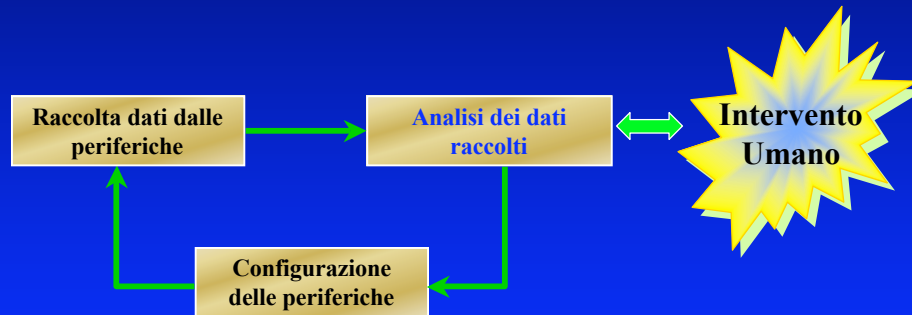 Raccolta dati dalle
periferiche
Analisi dei dati
raccolti
Intervento
Umano
Configurazione
delle periferiche